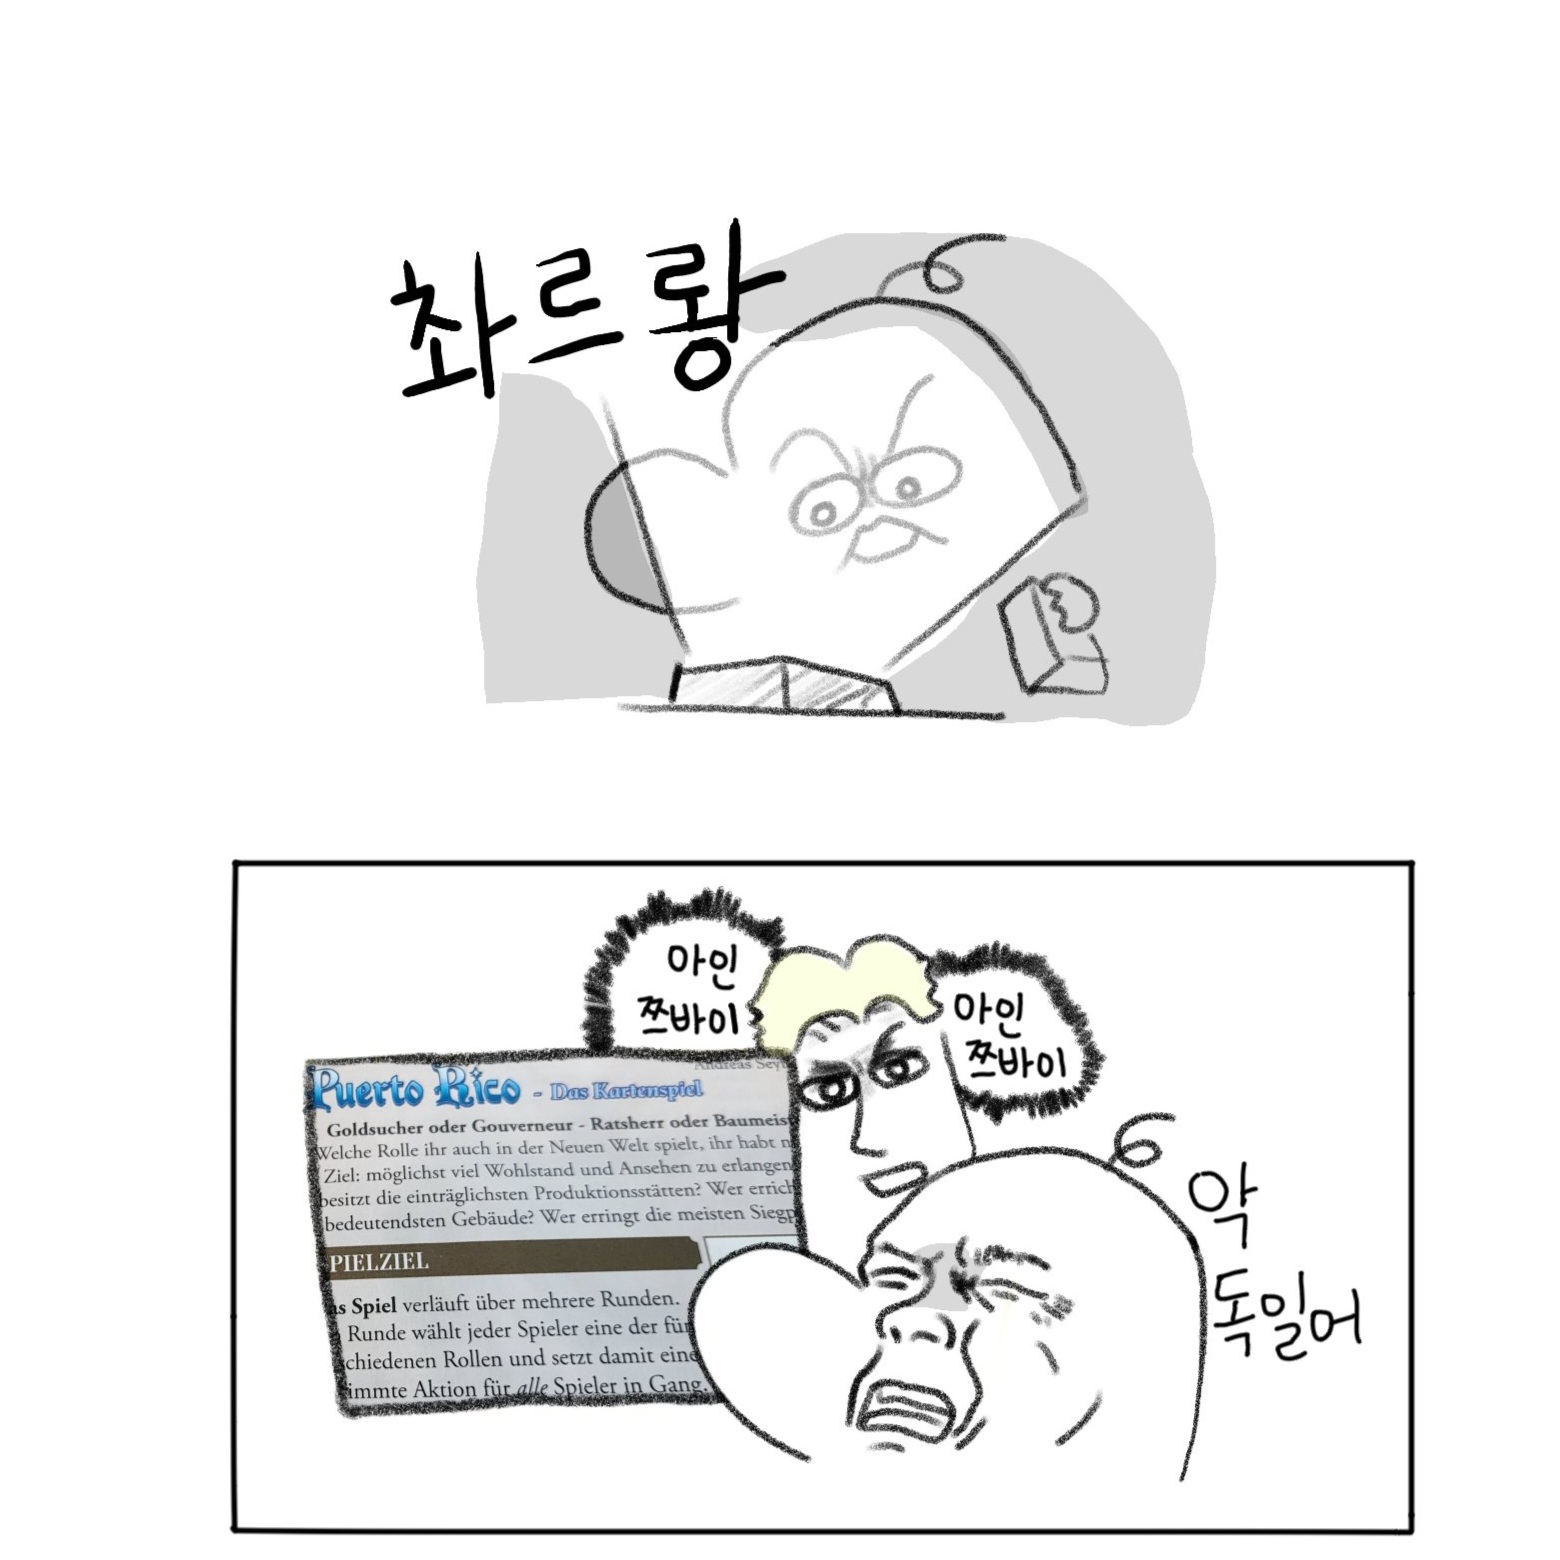 촤르랑
아인
쯔바이
아인
쯔바이
Andreas Sey
Puerto Rico - Das Kartenspiel
Goldsucher oder Gouverneur - Ratsherr oder Baumeis
Welche Rolle ihr auch in der Neuen Welt spielt, ihr habt n
Ziel: möglichst viel Wohlstand und Ansehen zu erlangen
besitzt die einträglichsten Produktionsstätten? Wer errich
bedeutendsten Gebäude? Wer erringt die meisten Siegp
PIELZIEL
as Spiel verläuft über mehrere Runden.
Runde wählt jeder Spieler eine der für
chiedenen Rollen und setzt damit eine
immte Aktion für alle Spieler in Gang.
악
독일어